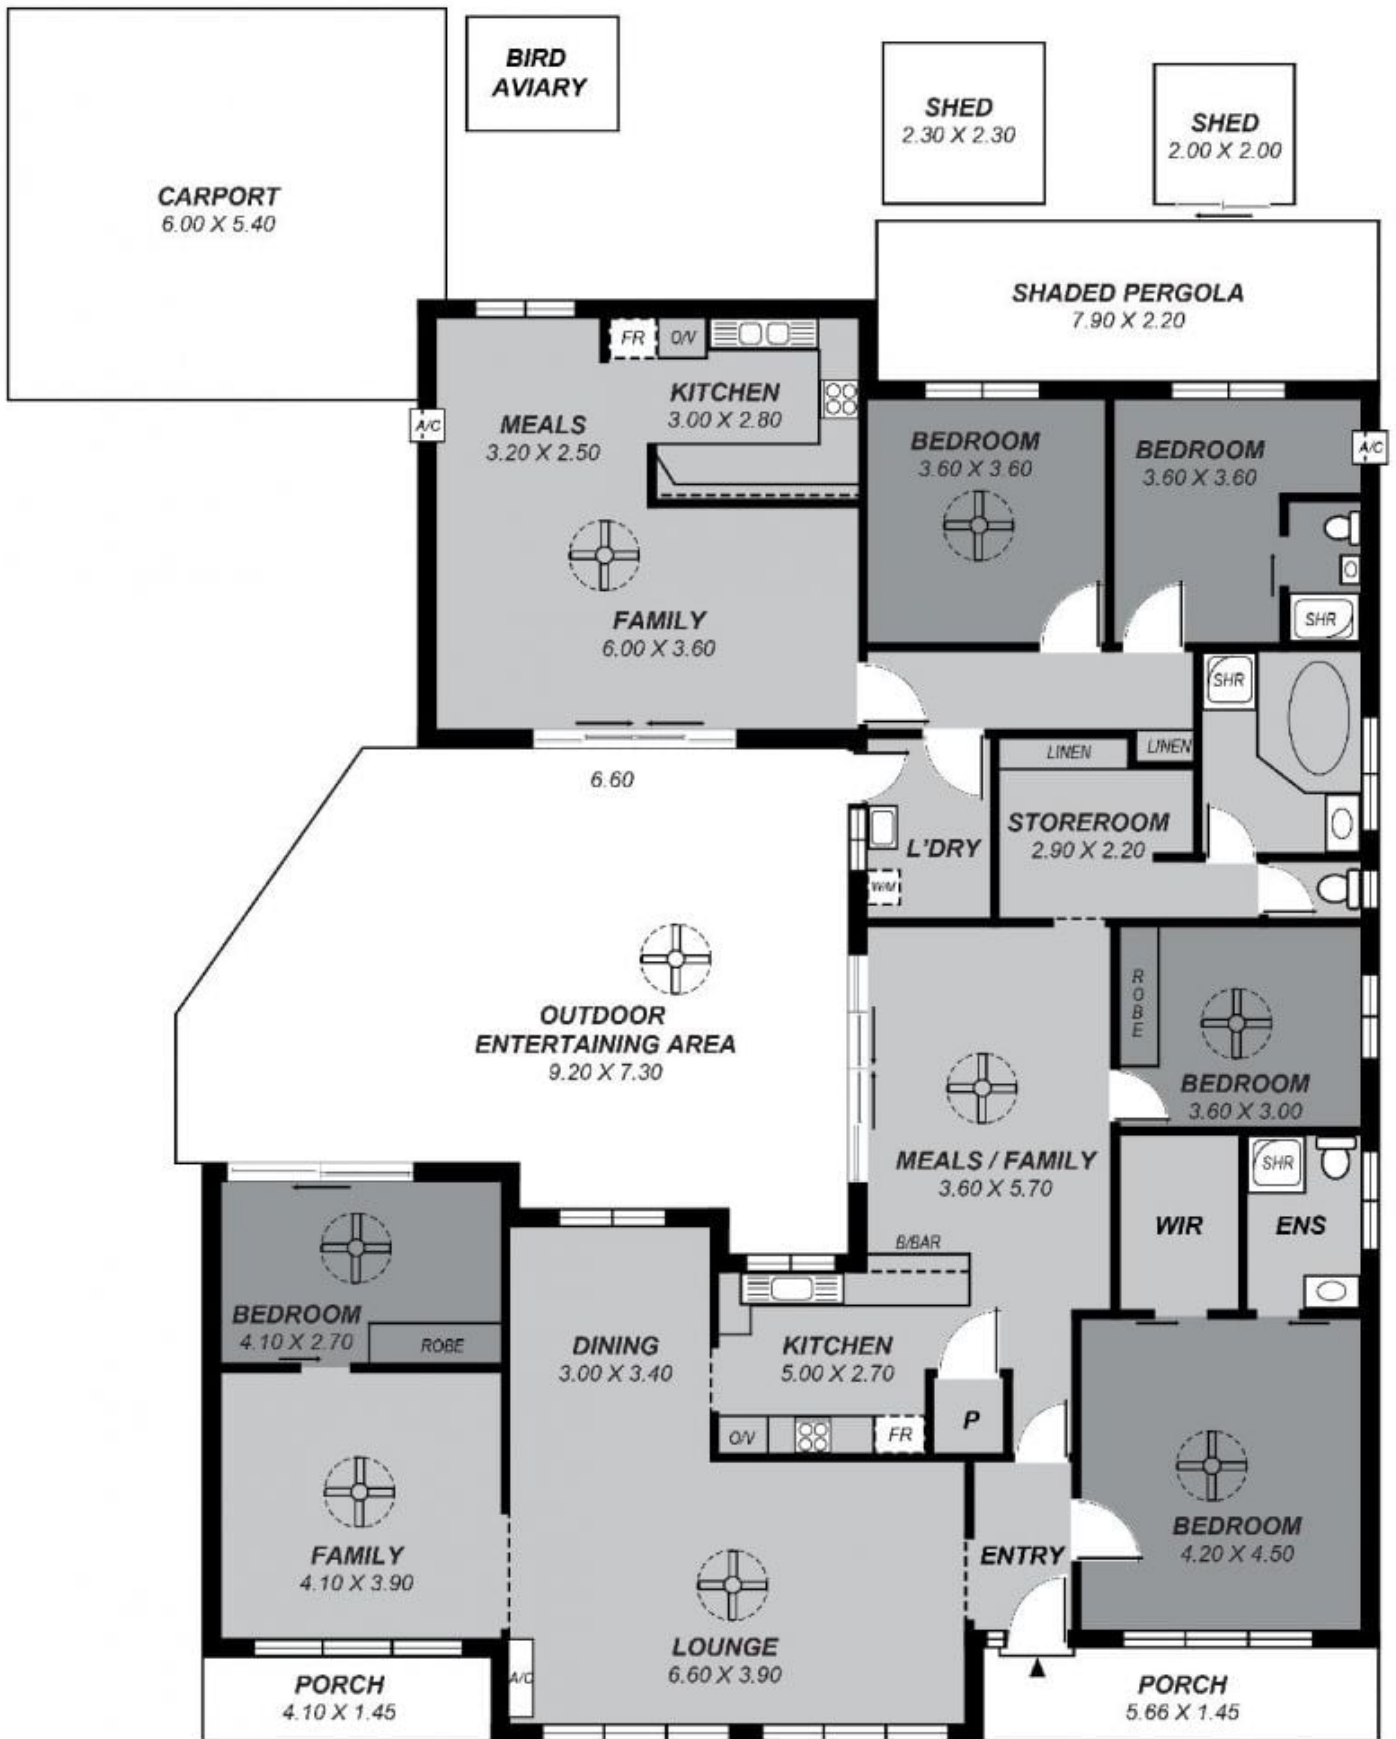 BIRD
AVIARY
SHED
2.30 X 2.30
SHED
2.00 X 2.00
CARPORT
6.00 X 5.40
SHADED PERGOLA
7.90 X 2.20
FR
O/V
KITCHEN
3.00 X 2.80
MEALS
3.20 X 2.50
A/C
BEDROOM
3.60 X 3.60
BEDROOM
3.60 X 3.60
A/C
FAMILY
6.00 X 3.60
SHR
SHR
LINEN
LINEN
6.60
STOREROOM
2.90 X 2.20
L'DRY
W/M
OUTDOOR
ENTERTAINING AREA
9.20 X 7.30
ROBE
BEDROOM
3.60 X 3.00
MEALS / FAMILY
3.60 X 5.70
SHR
WIR
ENS
B/BAR
BEDROOM
4.10 X 2.70
ROBE
DINING
3.00 X 3.40
KITCHEN
5.00 X 2.70
P
O/V
FR
FAMILY
4.10 X 3.90
ENTRY
BEDROOM
4.20 X 4.50
LOUNGE
6.60 X 3.90
A/C
PORCH
4.10 X 1.45
PORCH
5.66 X 1.45